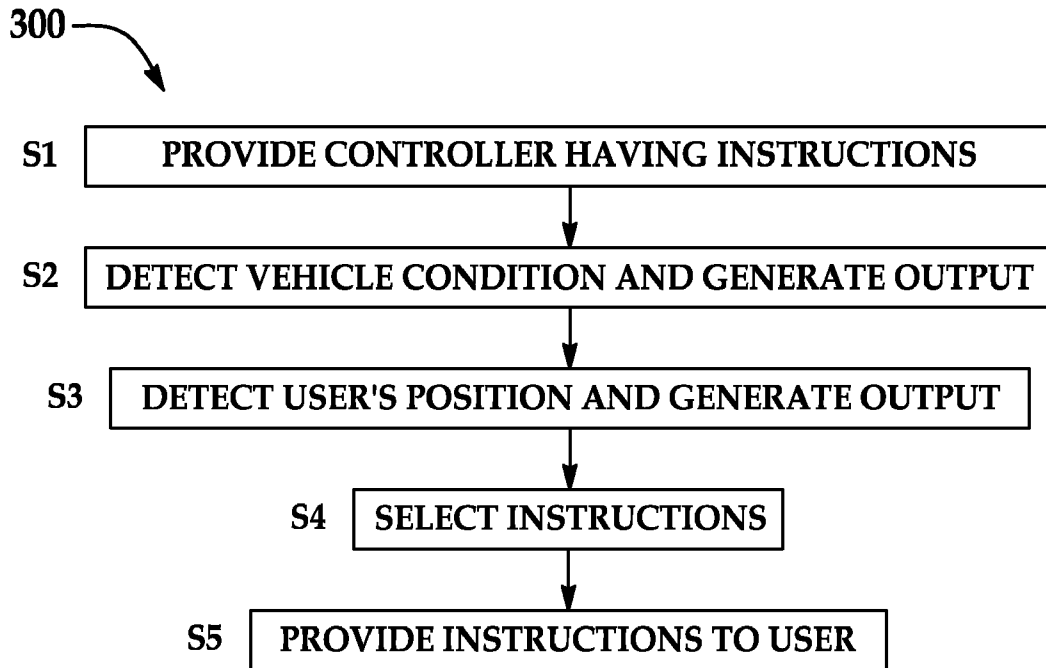 300
S1 PROVIDE CONTROLLER HAVING INSTRUCTIONS
S2 DETECT VEHICLE CONDITION AND GENERATE OUTPUT
S3 DETECT USER'S POSITION AND GENERATE OUTPUT
S4 SELECT INSTRUCTIONS
S5 PROVIDE INSTRUCTIONS TO USER